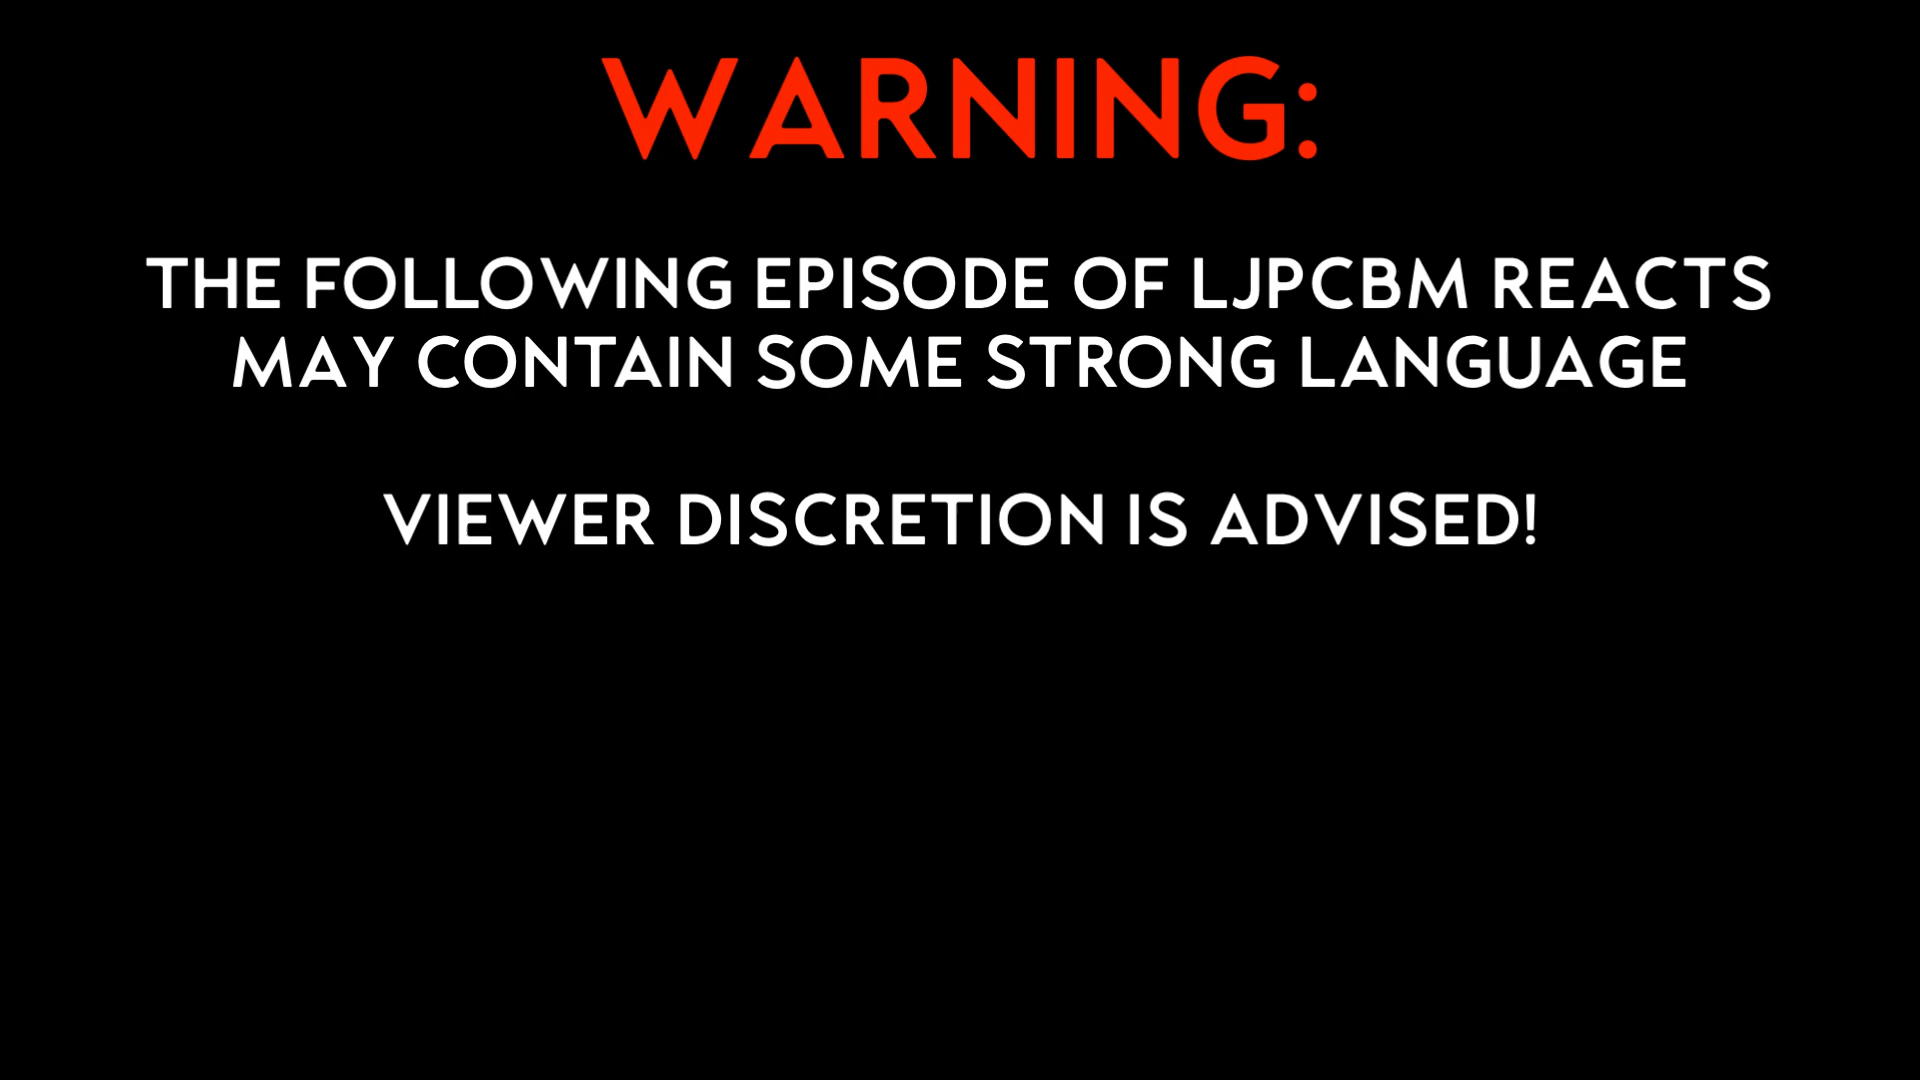 WARNING:
THE FOLLOWING EPISODE OF LJPCBM REACTS
MAY CONTAIN SOME STRONG LANGUAGE
VIEWER DISCRETION IS ADVISED!